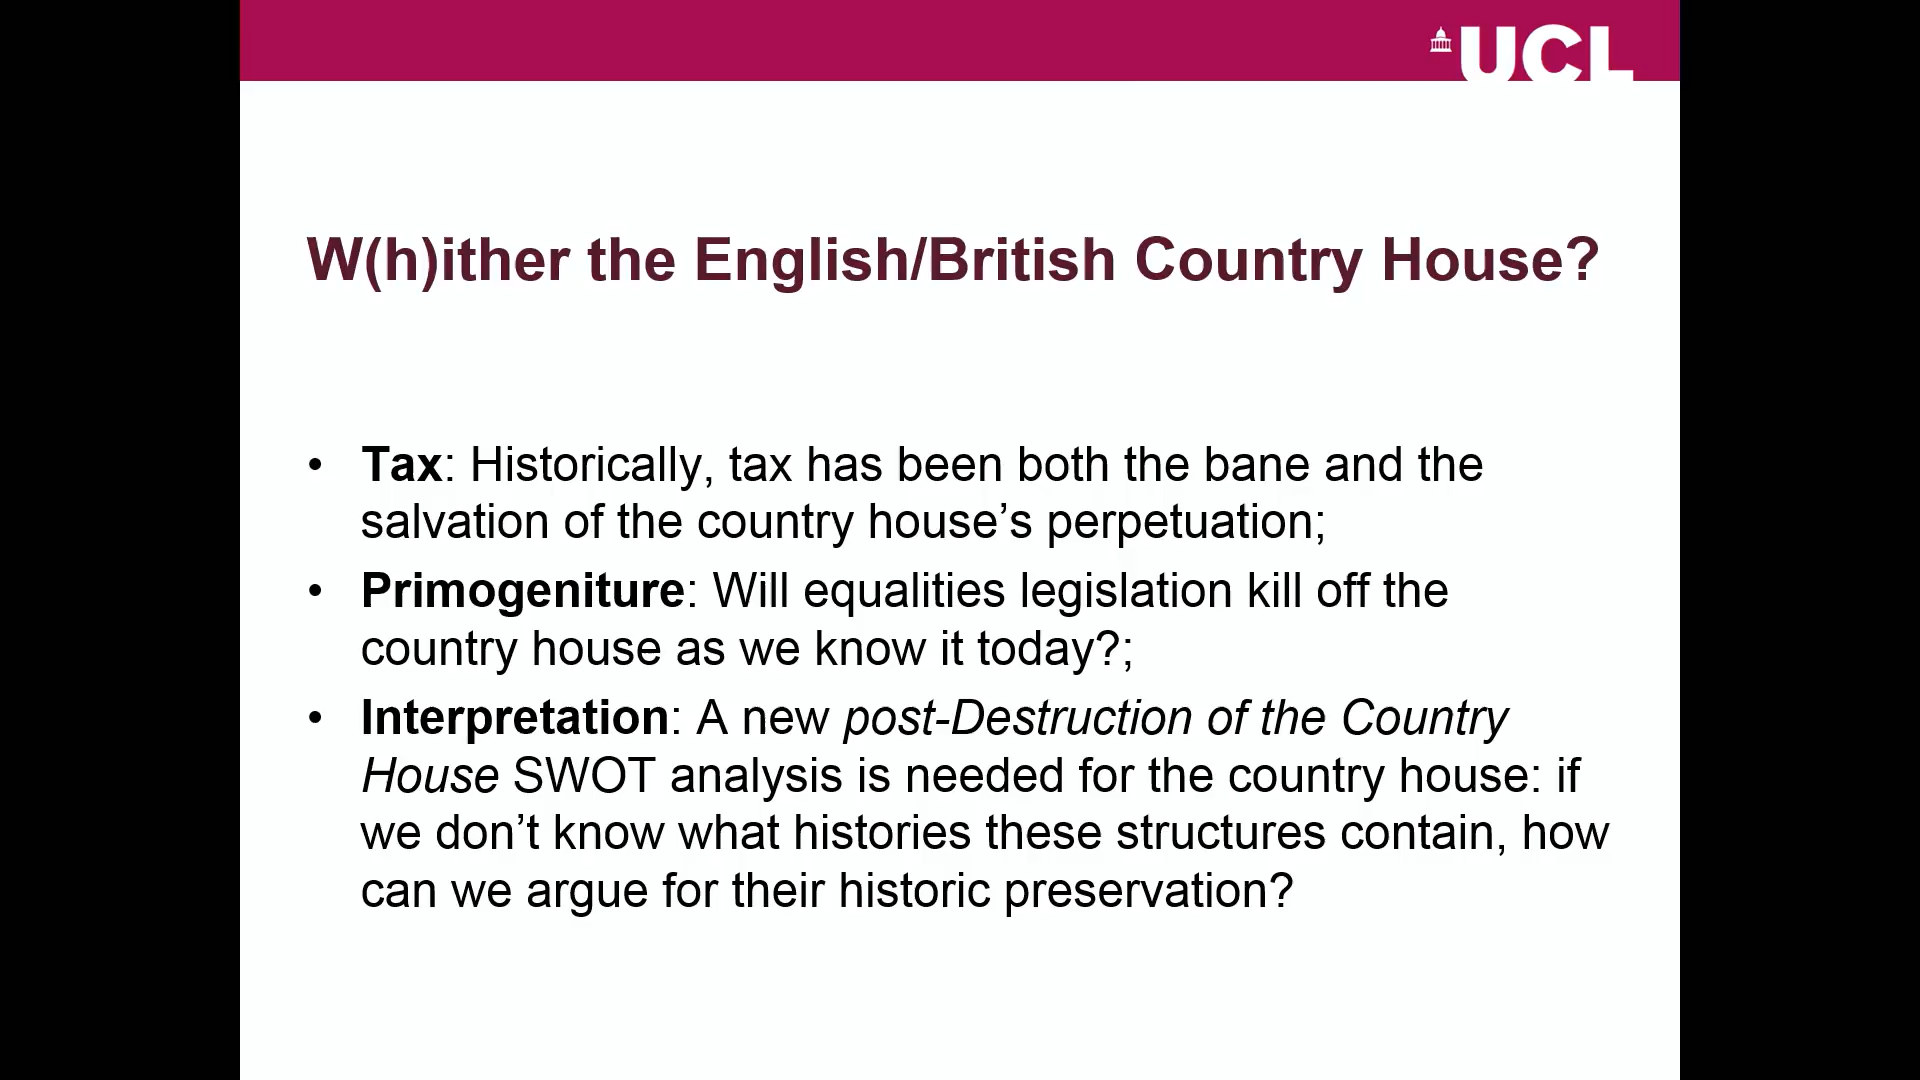 UCL
W(h)ither the English/British Country House?
• Tax: Historically, tax has been both the bane and the
salvation of the country house’s perpetuation;
• Primogeniture: Will equalities legislation kill off the
country house as we know it today?;
• Interpretation: A new post-Destruction of the Country
House SWOT analysis is needed for the country house: if
we don’t know what histories these structures contain, how
can we argue for their historic preservation?